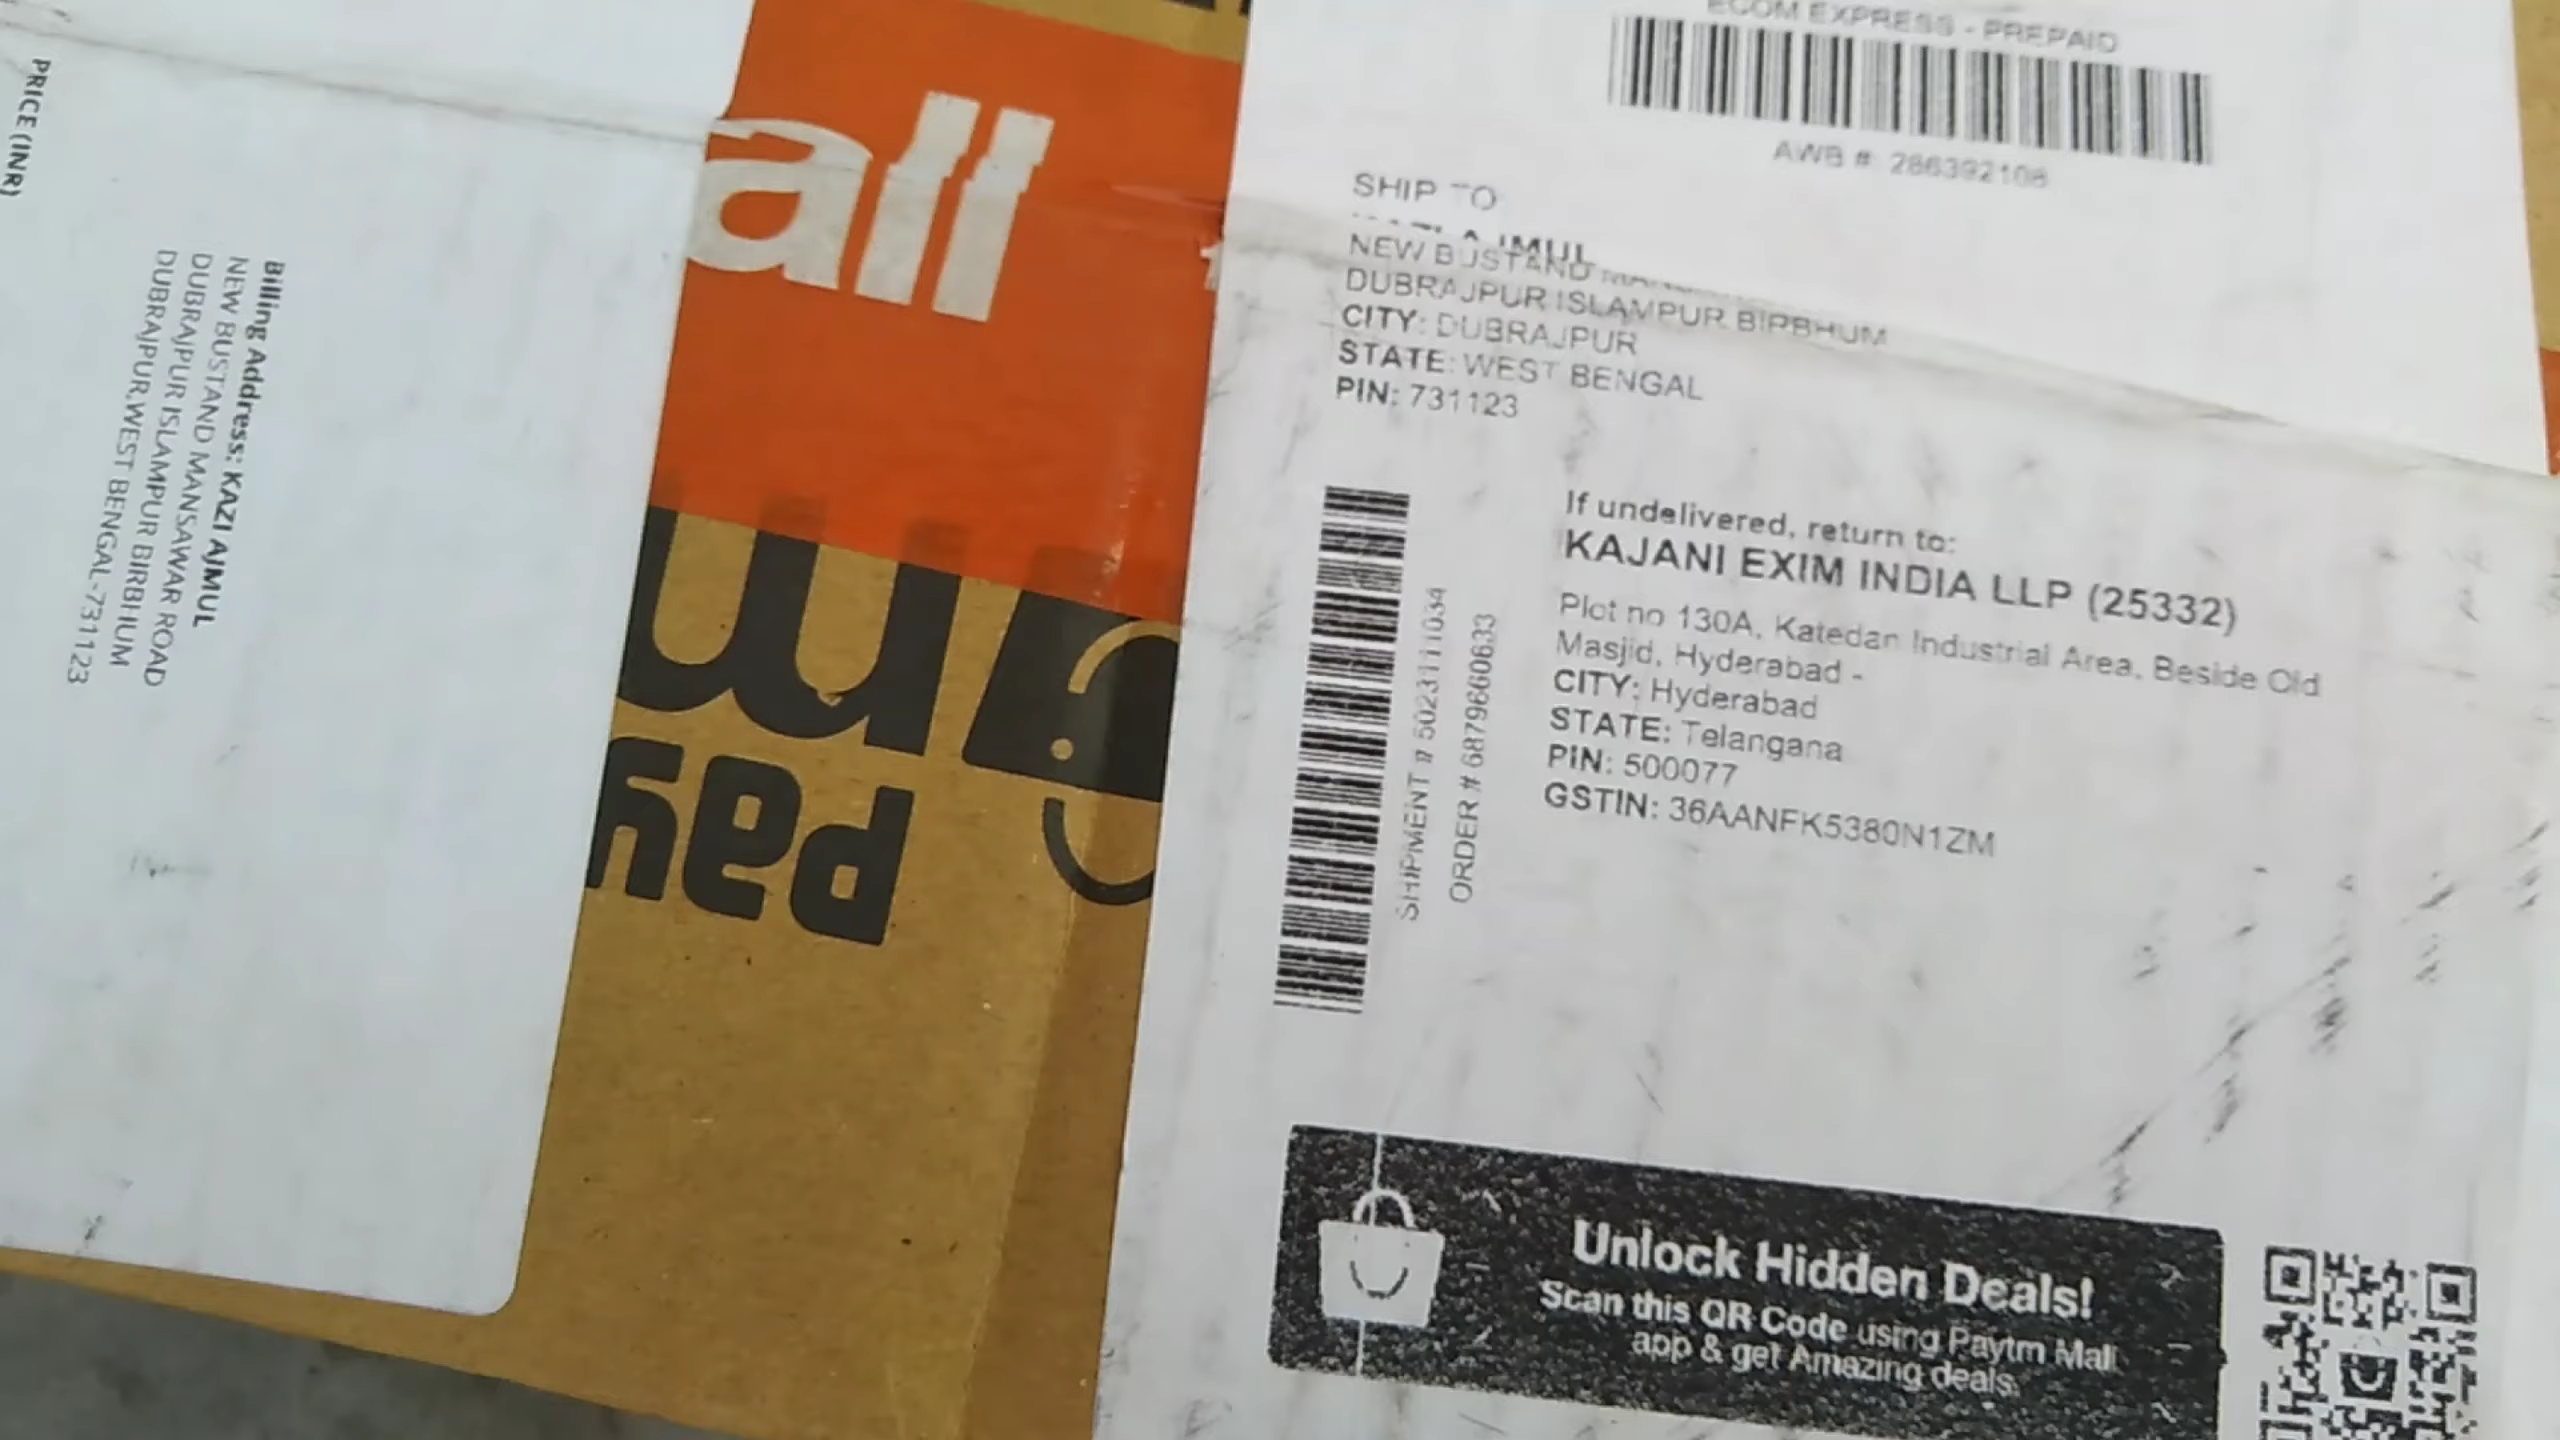 PRICE (INR)
Billing Address: KAZI AJMUL
NEW BUSTAND MANSAWAR ROAD
DUBRAJPUR ISLAMPUR BIRBHUM
DUBRAJPUR,WEST BENGAL-731123
all
pay
ECOM EXPRESS - PREPAID
AWB # 286392108
SHIP TO
AJMUL
NEW BUSTAND
DUBRAJPUR ISLAMPUR BIRBHUM
CITY: DUBRAJPUR
STATE: WEST BENGAL
PIN: 731123
SHIPMENT # 50231111034
ORDER # 68796660633
If undelivered, return to:
KAJANI EXIM INDIA LLP (25332)
Plot no 130A, Katedan Industrial Area, Beside Old
Masjid, Hyderabad -
CITY: Hyderabad
STATE: Telangana
PIN: 500077
GSTIN: 36AANFK5380N1ZM
Unlock Hidden Deals!
Scan this QR Code using Paytm Mall
app & get Amazing deals.